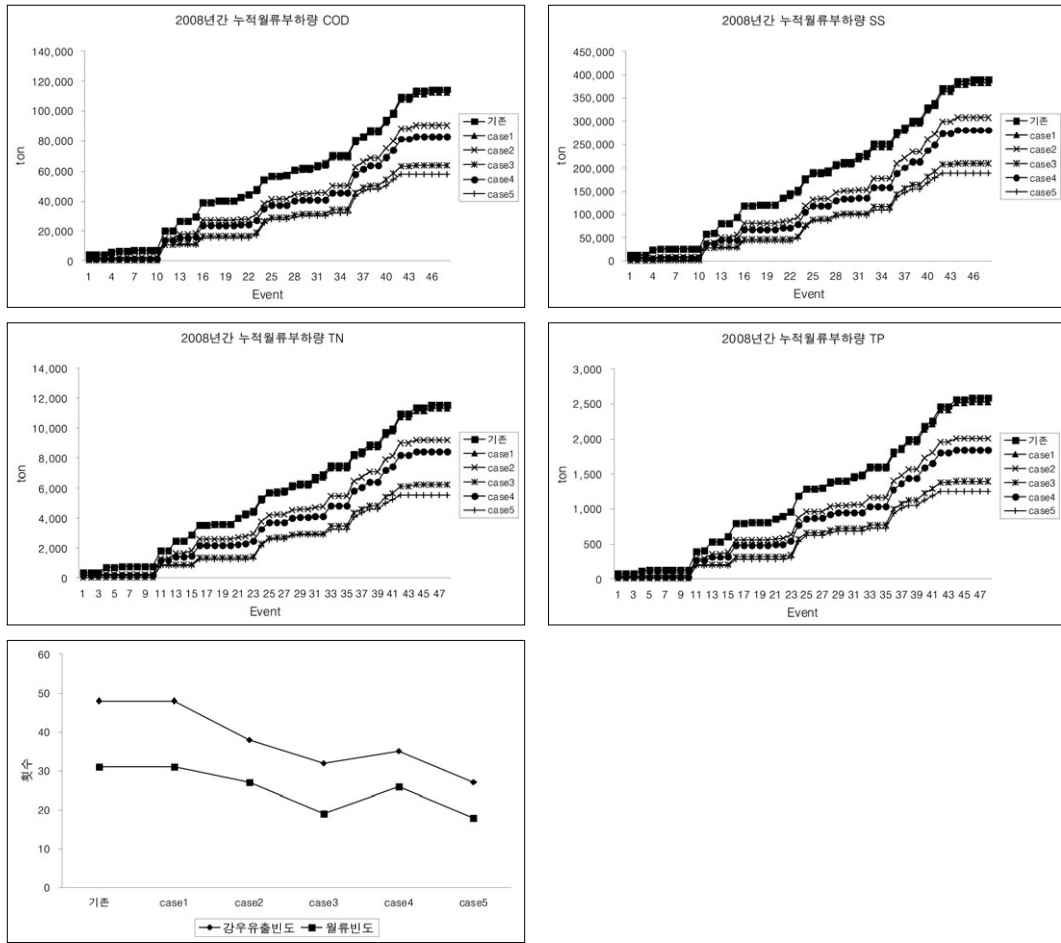 2008년간 누적월류부하량 COD
140,000
120,000
100,000
80,000
60,000
40,000
20,000
0
ton
1 4 7 10 13 16 19 22 25 28 31 34 37 40 43 46
Event
기존
case1
case2
case3
case4
case5
2008년간 누적월류부하량 SS
450,000
400,000
350,000
300,000
250,000
200,000
150,000
100,000
50,000
0
ton
1 4 7 10 13 16 19 22 25 28 31 34 37 40 43 46
Event
기존
case1
case2
case3
case4
case5
2008년간 누적월류부하량 TN
14,000
12,000
10,000
8,000
6,000
4,000
2,000
0
ton
1 3 5 7 9 11 13 15 17 19 21 23 25 27 29 31 33 35 37 39 41 43 45 47
Event
기존
case1
case2
case3
case4
case5
2008년간 누적월류부하량 TP
3,000
2,500
2,000
1,500
1,000
500
0
ton
1 3 5 7 9 11 13 15 17 19 21 23 25 27 29 31 33 35 37 39 41 43 45 47
Event
기존
case1
case2
case3
case4
case5
60
50
40
30
20
10
0
횟수
기존 case1 case2 case3 case4 case5
강우유출빈도 월류빈도